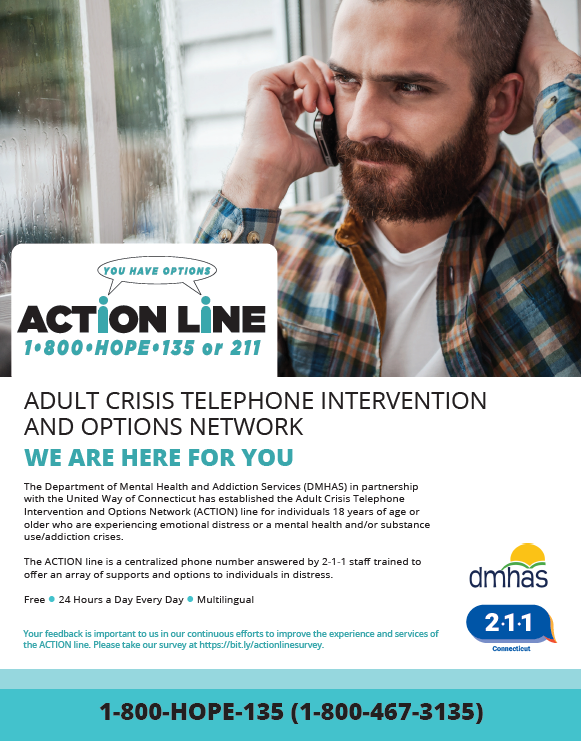 YOU HAVE OPTIONS
ACTiON LiNE
1•800•HOPE•135 or 211
ADULT CRISIS TELEPHONE INTERVENTION
AND OPTIONS NETWORK
WE ARE HERE FOR YOU
The Department of Mental Health and Addiction Services (DMHAS) in partnership
with the United Way of Connecticut has established the Adult Crisis Telephone
Intervention and Options Network (ACTION) line for individuals 18 years of age or
older who are experiencing emotional distress or a mental health and/or substance
use/addiction crises.
The ACTION line is a centralized phone number answered by 2-1-1 staff trained to
offer an array of supports and options to individuals in distress.
Free • 24 Hours a Day Every Day • Multilingual
dmhas
2·1·1
Connecticut
Your feedback is important to us in our continuous efforts to improve the experience and services of
the ACTION line. Please take our survey at https://bit.ly/actionlinesurvey.
1-800-HOPE-135 (1-800-467-3135)